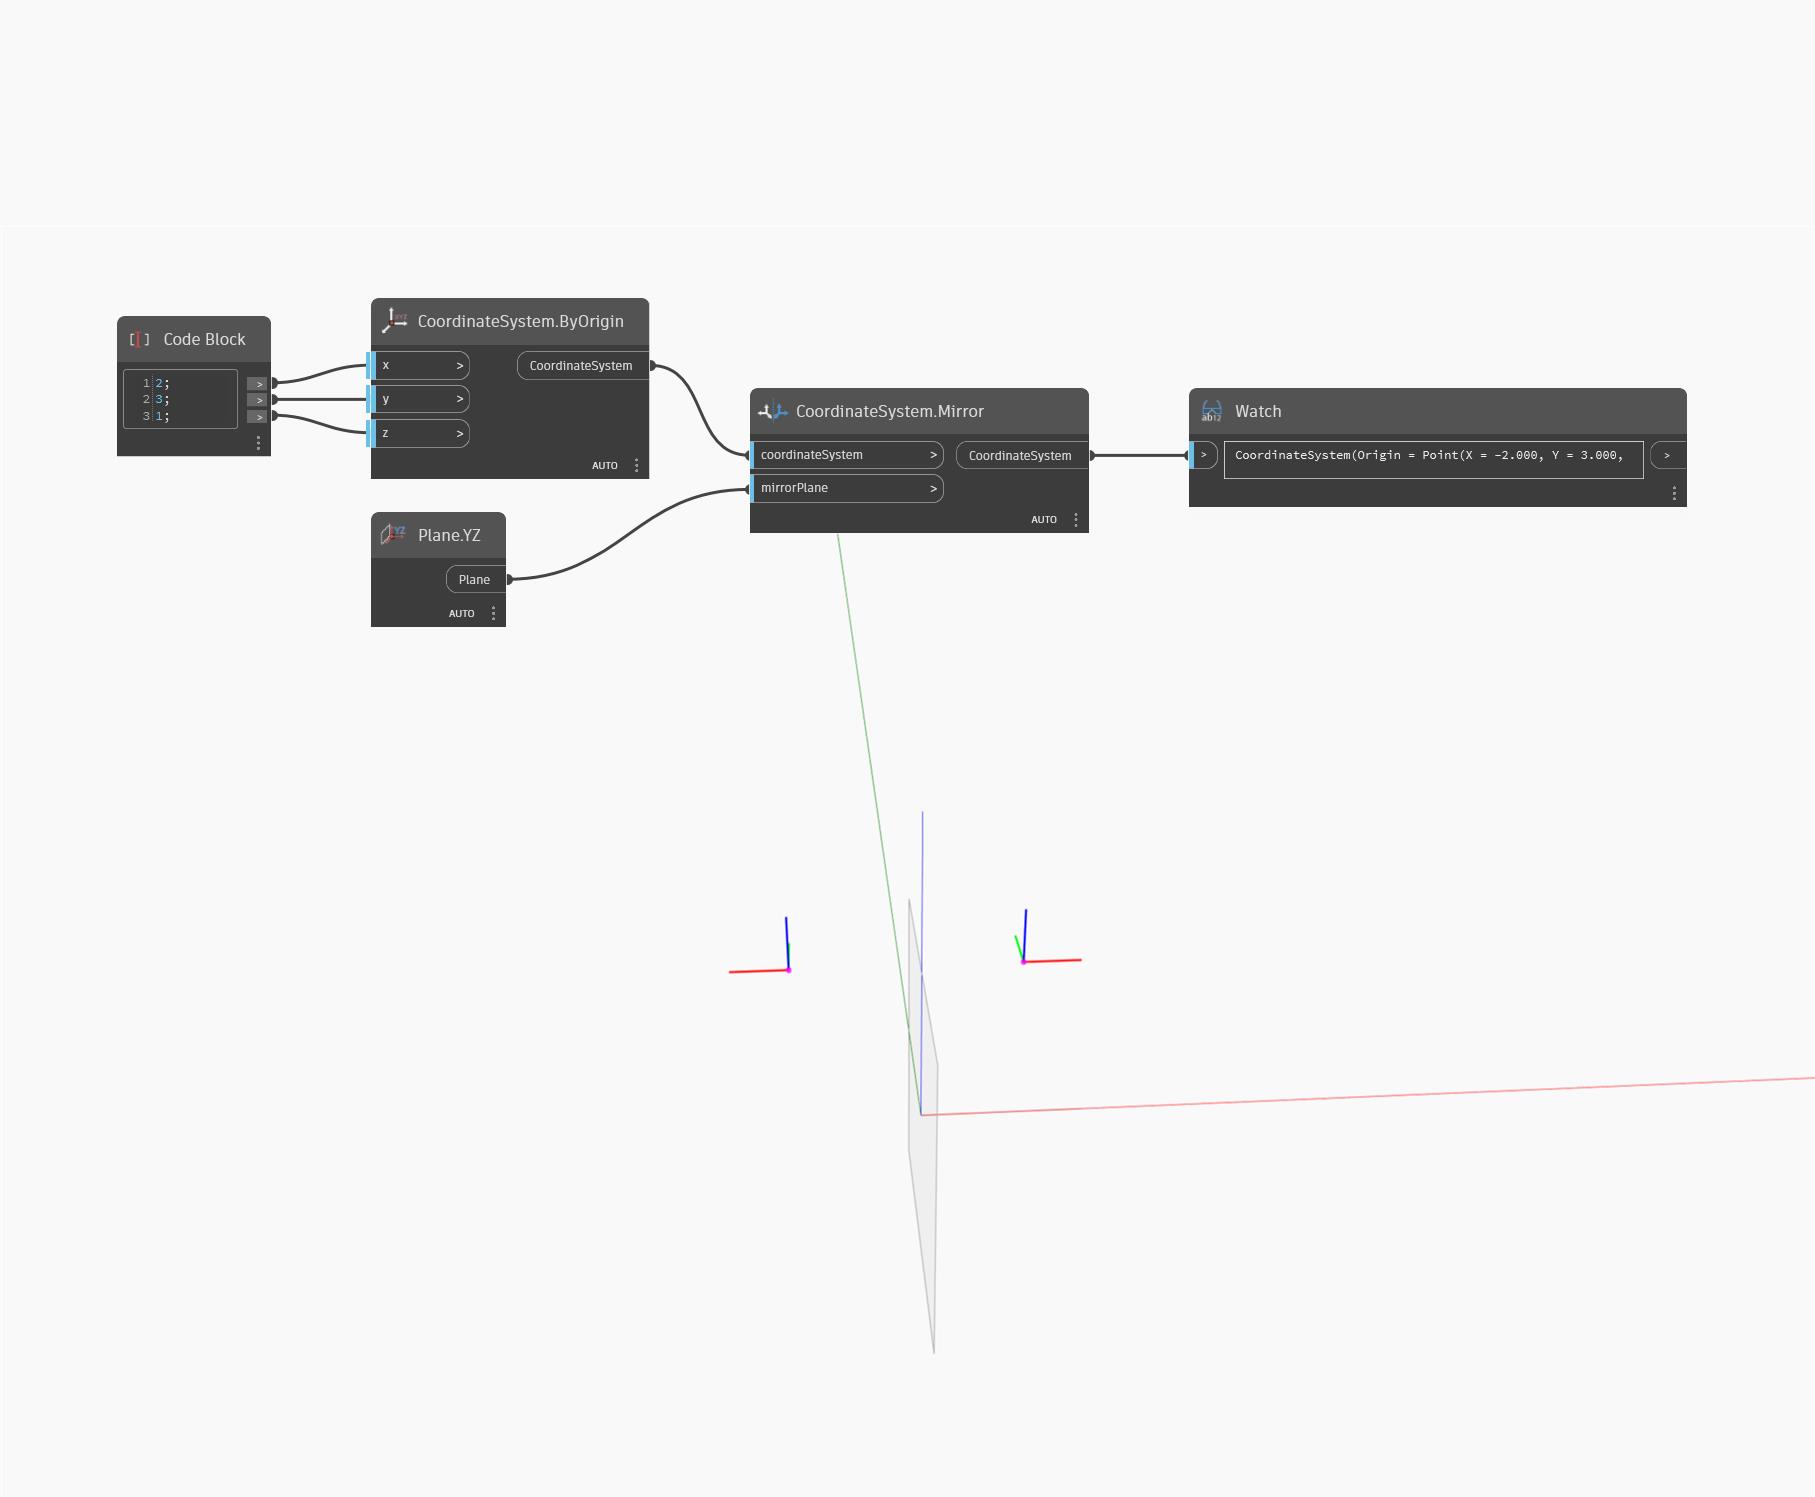 Code Block
1 2; >
2 3; >
3 1; >
CoordinateSystem.ByOrigin
x > CoordinateSystem
y >
z >
AUTO
Plane.YZ
Plane
AUTO
CoordinateSystem.Mirror
coordinateSystem > CoordinateSystem
mirrorPlane >
AUTO
Watch
> CoordinateSystem(Origin = Point(X = -2.000, Y = 3.000, >